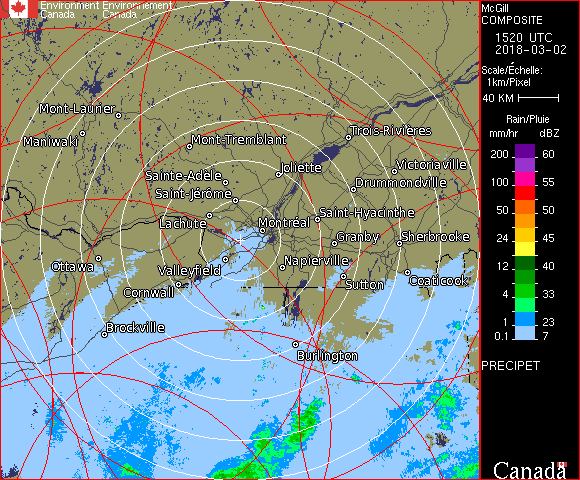 Environment Environnement
Canada Canada
McGill
COMPOSITE
1520 UTC
2018-03-02
Scale/Échelle:
1km/Pixel
40 KM
Rain/Pluie
mm/hr dBZ
200 60
55
100 55
50 50
24 45
12 40
4 33
1 23
0.1 7
PRECIPET
Canada
Mont-Laurier
Maniwaki
Mont-Tremblant
Trois-Rivières
Joliette
Victoriaville
Sainte-Adèle
Drummondville
Saint-Jérôme
Lachute
Saint-Hyacinthe
Montréal
Granby
Sherbrooke
Ottawa
Valleyfield
Napierville
Cornwall
Sutton
Coaticook
Brockville
Burlington